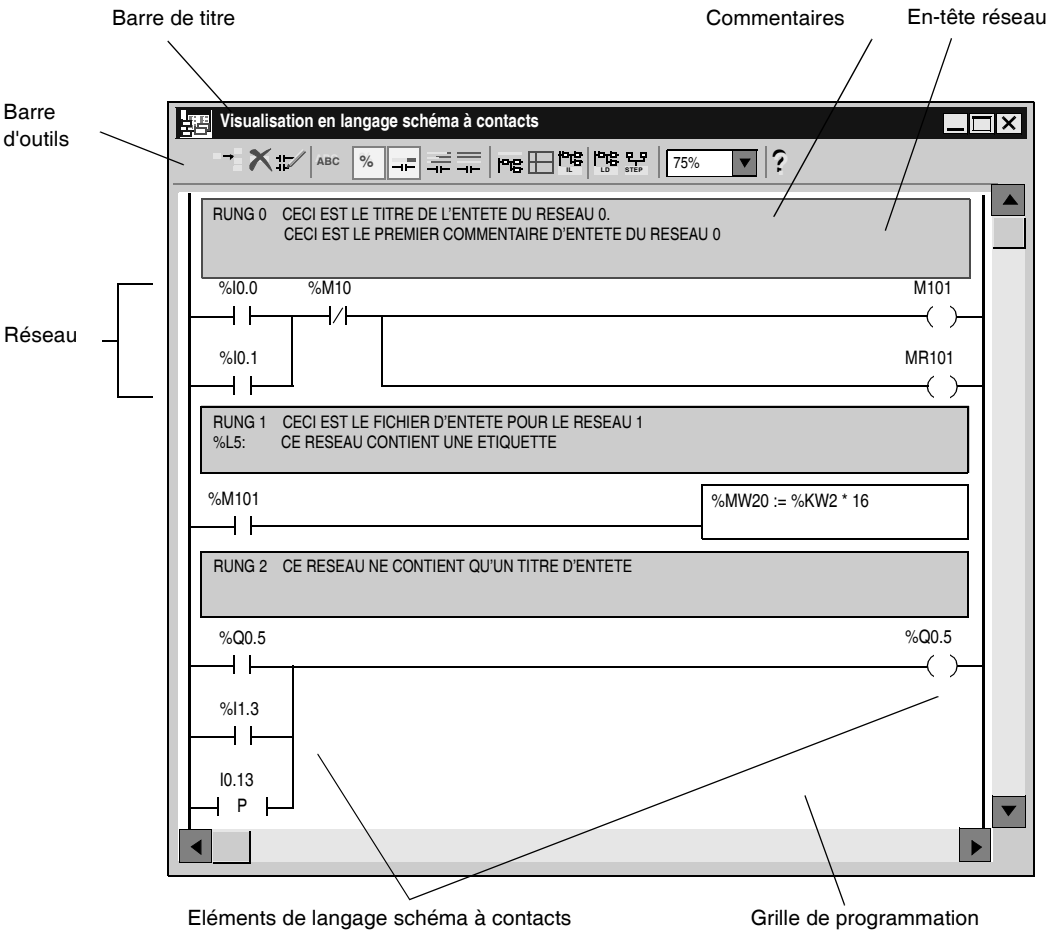 Barre de titre
Commentaires
En-tête réseau
Barre
d'outils
Visualisation en langage schéma à contacts
ABC
%
IL
LD
STEP
75%
?
RUNG 0 CECI EST LE TITRE DE L'ENTETE DU RESEAU 0.
CECI EST LE PREMIER COMMENTAIRE D'ENTETE DU RESEAU 0
%I0.0 %M10 M101
Réseau
%I0.1 MR101
RUNG 1 CECI EST LE FICHIER D'ENTETE POUR LE RESEAU 1
%L5: CE RESEAU CONTIENT UNE ETIQUETTE
%M101 %MW20 := %KW2 * 16
RUNG 2 CE RESEAU NE CONTIENT QU'UN TITRE D'ENTETE
%Q0.5 %Q0.5
%I1.3
I0.13
P
Eléments de langage schéma à contacts
Grille de programmation